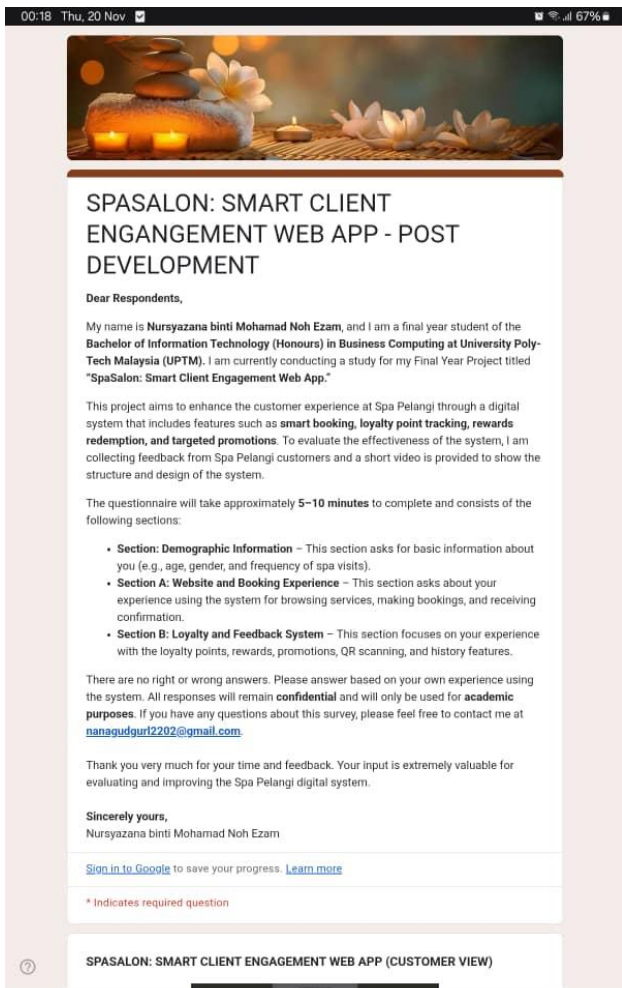 00:18 Thu, 20 Nov
67%
SPASALON: SMART CLIENT
ENGANGEMENT WEB APP - POST
DEVELOPMENT
Dear Respondents,
My name is Nursyazana binti Mohamad Noh Ezam, and I am a final year student of the
Bachelor of Information Technology (Honours) in Business Computing at University Poly-
Tech Malaysia (UPTM). I am currently conducting a study for my Final Year Project titled
"SpaSalon: Smart Client Engagement Web App."
This project aims to enhance the customer experience at Spa Pelangi through a digital
system that includes features such as smart booking, loyalty point tracking, rewards
redemption, and targeted promotions. To evaluate the effectiveness of the system, I am
collecting feedback from Spa Pelangi customers and a short video is provided to show the
structure and design of the system.
The questionnaire will take approximately 5–10 minutes to complete and consists of the
following sections:
• Section: Demographic Information – This section asks for basic information about
you (e.g., age, gender, and frequency of spa visits).
• Section A: Website and Booking Experience – This section asks about your
experience using the system for browsing services, making bookings, and receiving
confirmation.
• Section B: Loyalty and Feedback System – This section focuses on your experience
with the loyalty points, rewards, promotions, QR scanning, and history features.
There are no right or wrong answers. Please answer based on your own experience using
the system. All responses will remain confidential and will only be used for academic
purposes. If you have any questions about this survey, please feel free to contact me at
nanagudgurl2202@gmail.com.
Thank you very much for your time and feedback. Your input is extremely valuable for
evaluating and improving the Spa Pelangi digital system.
Sincerely yours,
Nursyazana binti Mohamad Noh Ezam
Sign in to Google to save your progress. Learn more
* Indicates required question
SPASALON: SMART CLIENT ENGAGEMENT WEB APP (CUSTOMER VIEW)